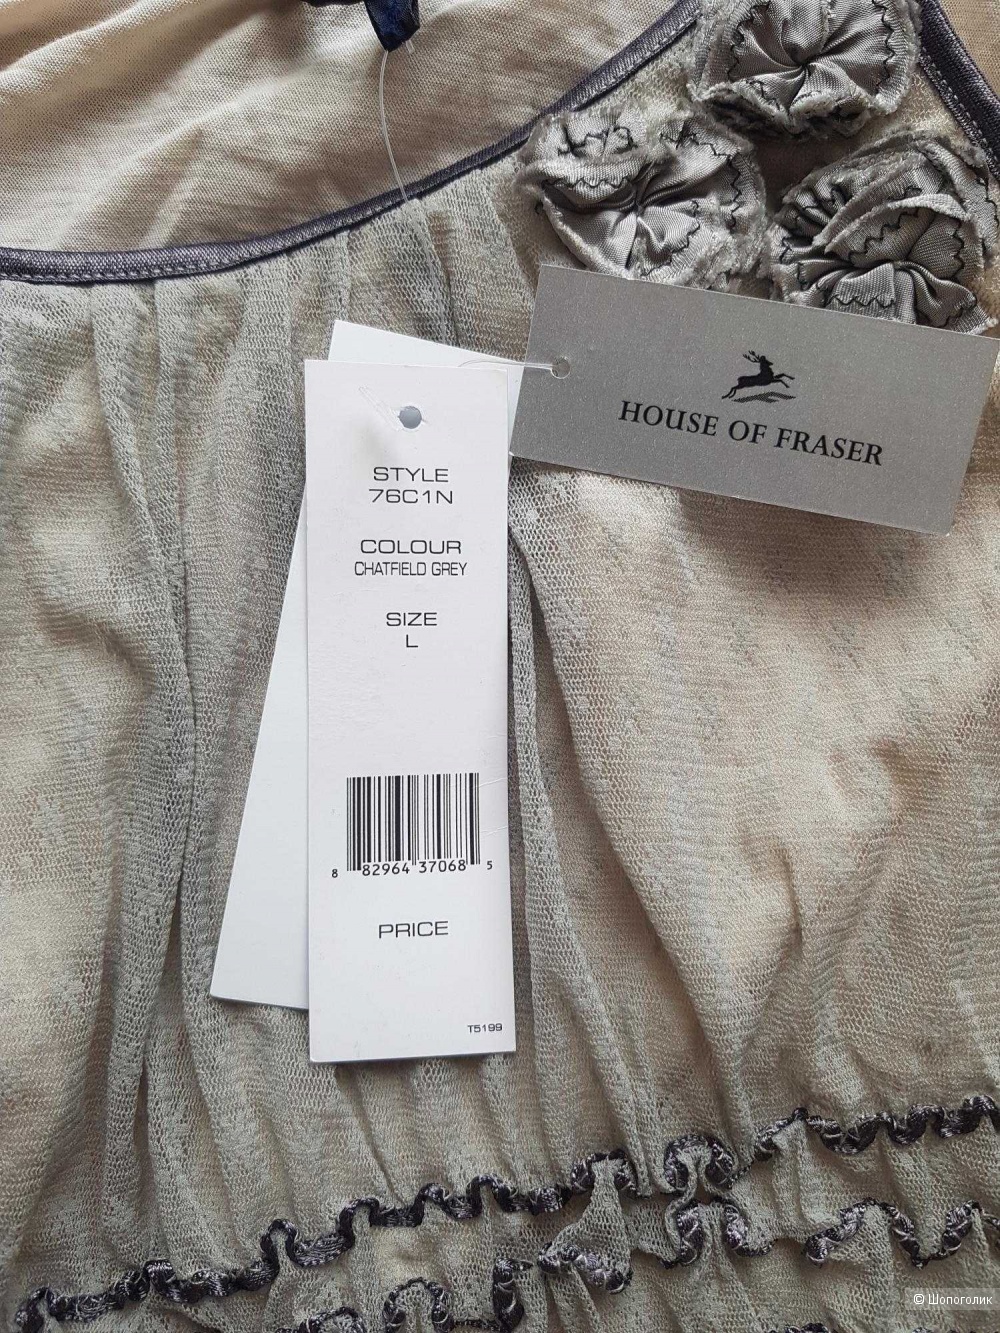 HOUSE OF FRASER
STYLE
76C1N
COLOUR
CHATFIELD GREY
SIZE
L
8 82964 37068 5
PRICE
T5199
© Шопоголик